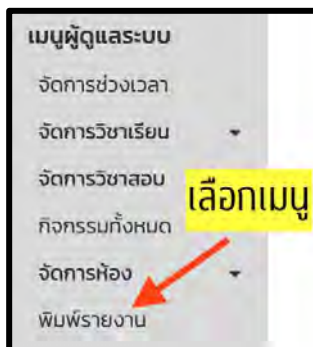 เมนูผู้ดูแลระบบ
จัดการช่วงเวลา
จัดการวิชาเรียน
จัดการวิชาสอบ
เลือกเมนู
กิจกรรมทั้งหมด
จัดการห้อง
พิมพ์รายงาน